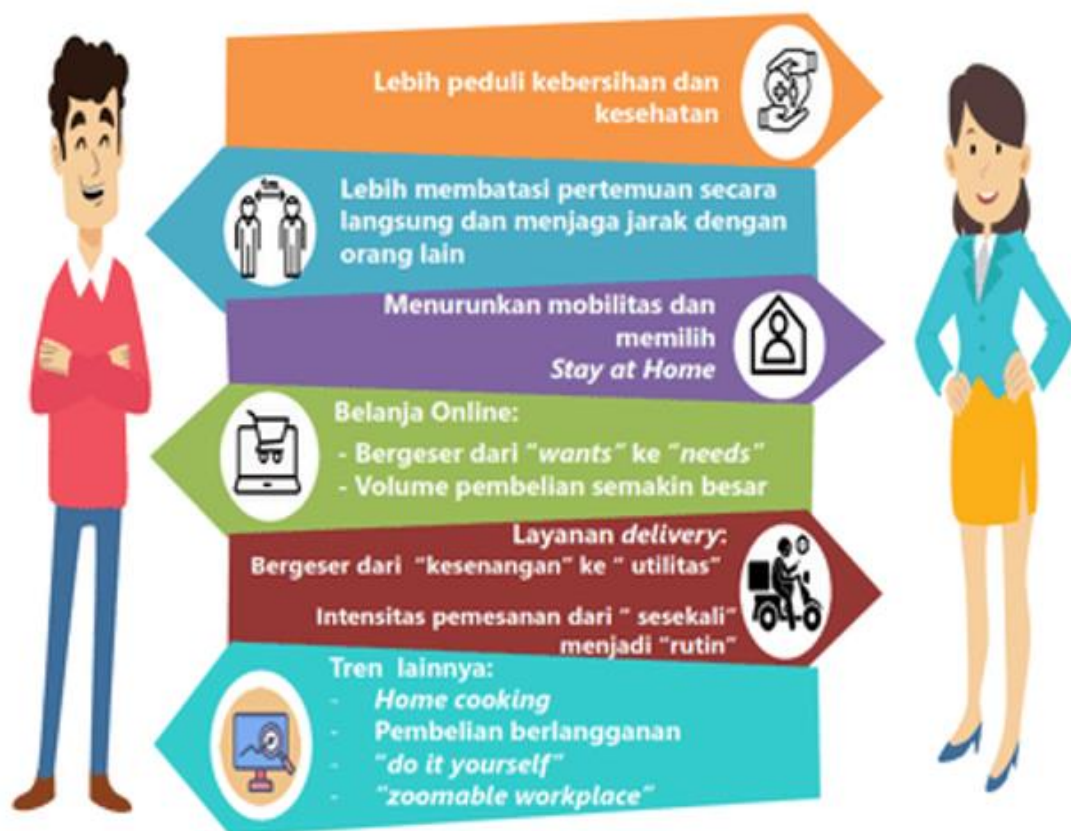 Lebih peduli kebersihan dan
kesehatan
1m
Lebih membatasi pertemuan secara
langsung dan menjaga jarak dengan
orang lain
Menurunkan mobilitas dan
memilih
Stay at Home
Belanja Online:
- Bergeser dari "wants" ke "needs"
- Volume pembelian semakin besar
Layanan delivery:
Bergeser dari "kesenangan" ke " utilitas"
Intensitas pemesanan dari " sesekali"
menjadi "rutin"
Tren lainnya:
- Home cooking
- Pembelian berlangganan
- "do it yourself"
- "zoomable workplace"